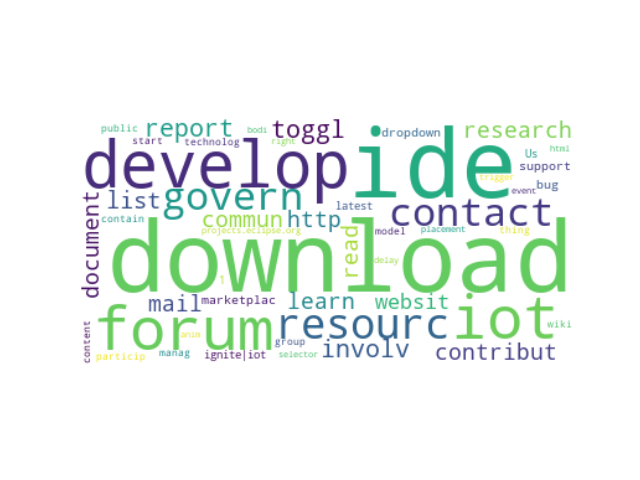 public report bodi toggl dropdown research
start technolog right html
develop ide Us
trigger support
list govern event bug
document contain commun http latest contact
projects.eclipse.org read model placement thing
download
delay
1
mail marketplac learn websit
forum resourc iot
anim wiki
content group involv contribut
particip manag ignite|iot selector